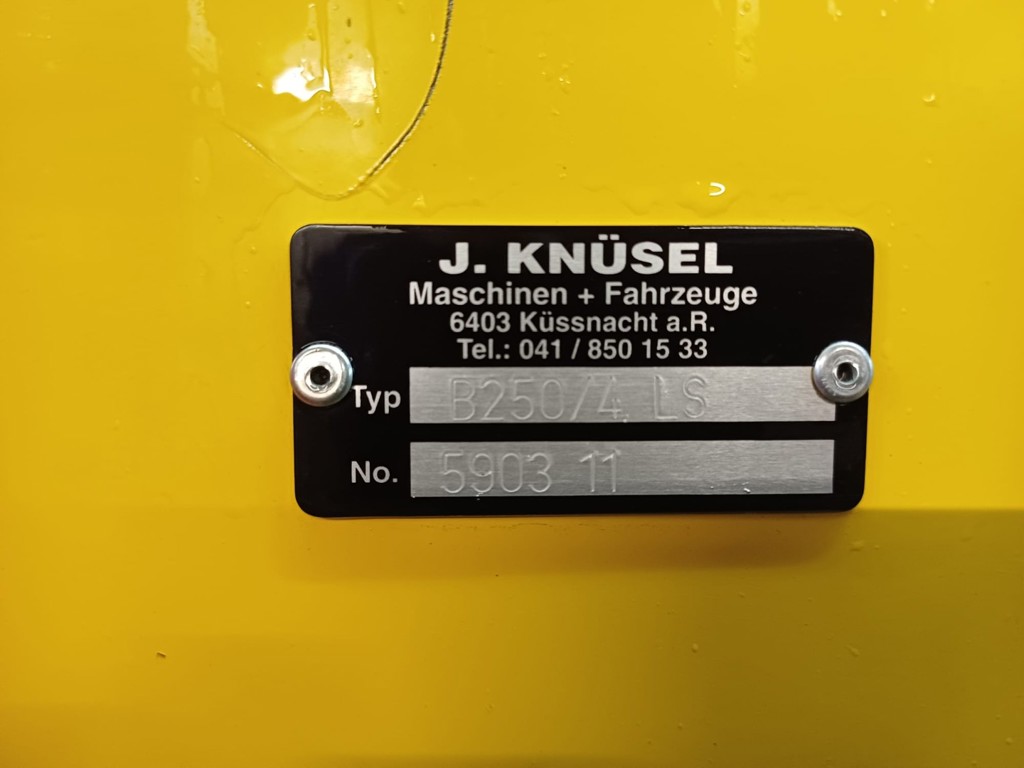 J. KNÜSEL
Maschinen + Fahrzeuge
6403 Küssnacht a.R.
Tel.: 041 / 850 15 33
Typ B250/4 LS
No. 5903 11